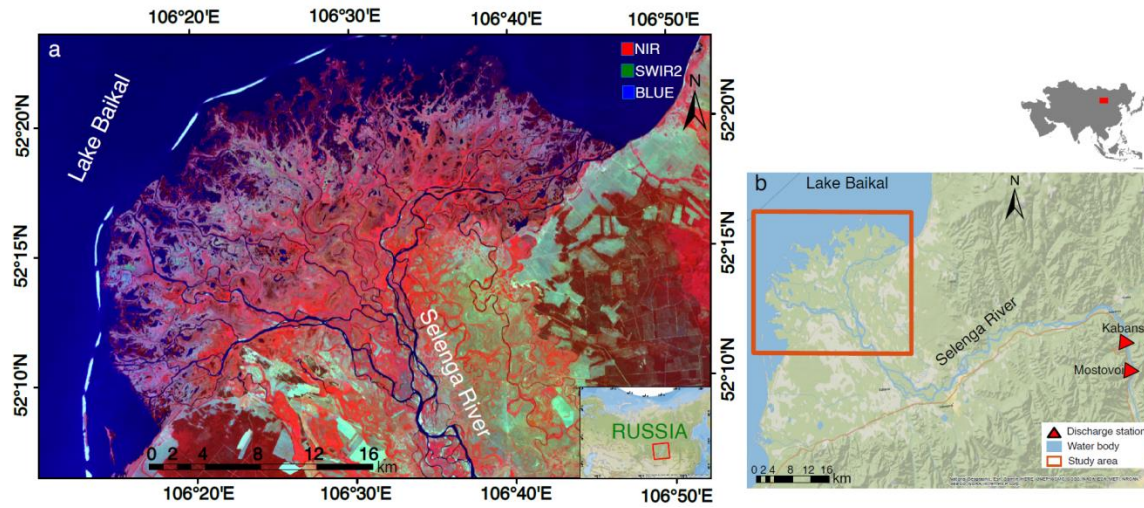 106°20'E
106°30'E
106°40'E
a
NIR
SWIR2
BLUE
N
Lake Baikal
52°20'N
52°15'N
52°10'N
52°20'N
52°15'N
52°10'N
Selenga River
RUSSIA
0 2 4 8 12 16
km
106°20'E
106°30'E
106°40'E
106°50'E
b
Lake Baikal
N
Selenga River
Kabans
Mostovoi
Discharge station
Water body
Study area
0 2 4 8 12 16
km